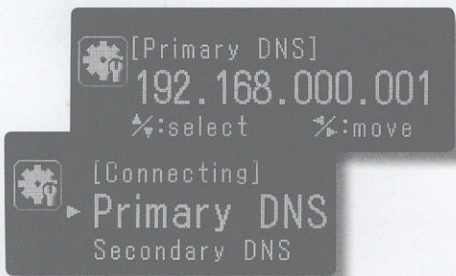 [Primary DNS]
192.168.000.001
▲/▼:select ◀/▶:move
[Connecting]
▶ Primary DNS
Secondary DNS